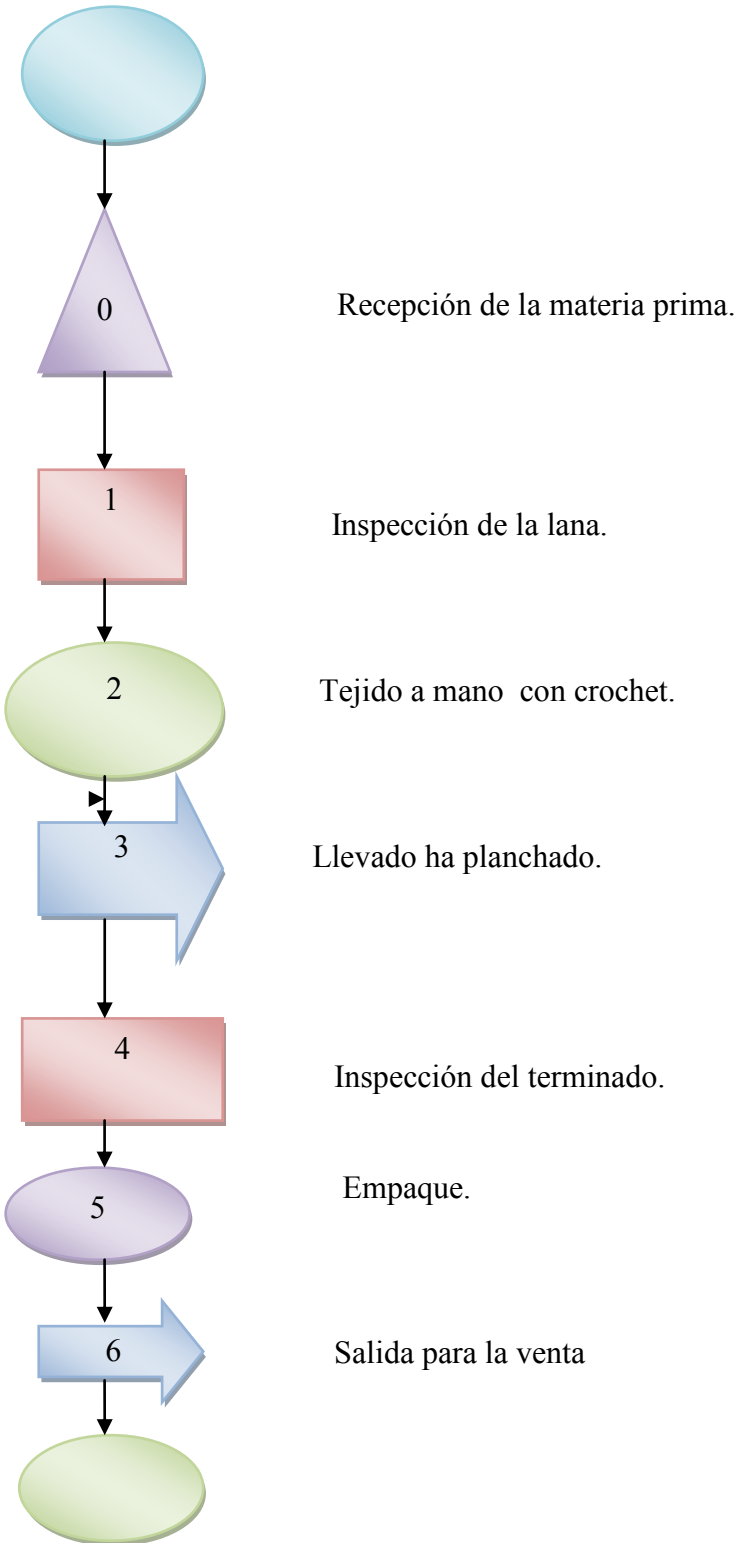 0
Recepción de la materia prima.
1
Inspección de la lana.
2
Tejido a mano con crochet.
3
Llevado ha planchado.
4
Inspección del terminado.
5
Empaque.
6
Salida para la venta